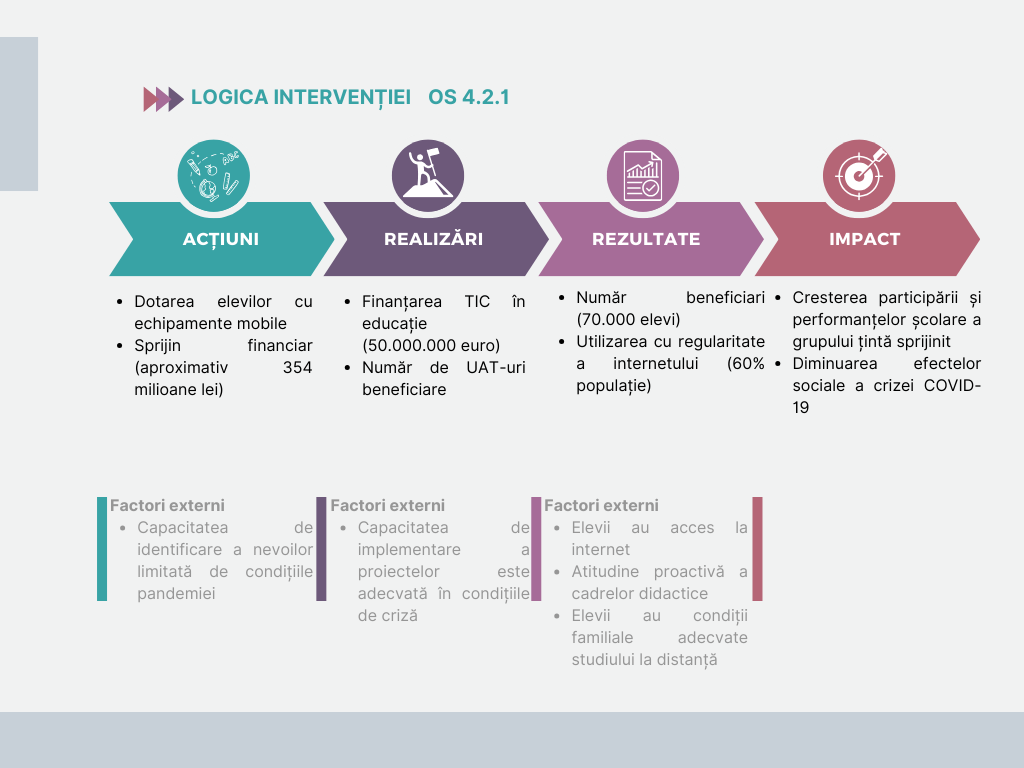 LOGICA INTERVENȚIEI OS 4.2.1
ABC
ACȚIUNI
REALIZĂRI
REZULTATE
IMPACT
• Dotarea elevilor cu
echipamente mobile
• Sprijin financiar
(aproximativ 354
milioane lei)
• Finanțarea TIC în
educație
(50.000.000 euro)
• Număr de UAT-uri
beneficiare
• Număr beneficiari
(70.000 elevi)
• Utilizarea cu regularitate
a internetului (60%
populație)
• Cresterea participării și
performanțelor școlare a
grupului țintă sprijinit
• Diminuarea efectelor
sociale a crizei COVID-
19
Factori externi
• Capacitatea de
identificare a nevoilor
limitată de condițiile
pandemiei
Factori externi
• Capacitatea de
implementare a
proiectelor este
adecvată în condițiile
de criză
Factori externi
• Elevii au acces la
internet
• Atitudine proactivă a
cadrelor didactice
• Elevii au condiții
familiale adecvate
studiului la distanță